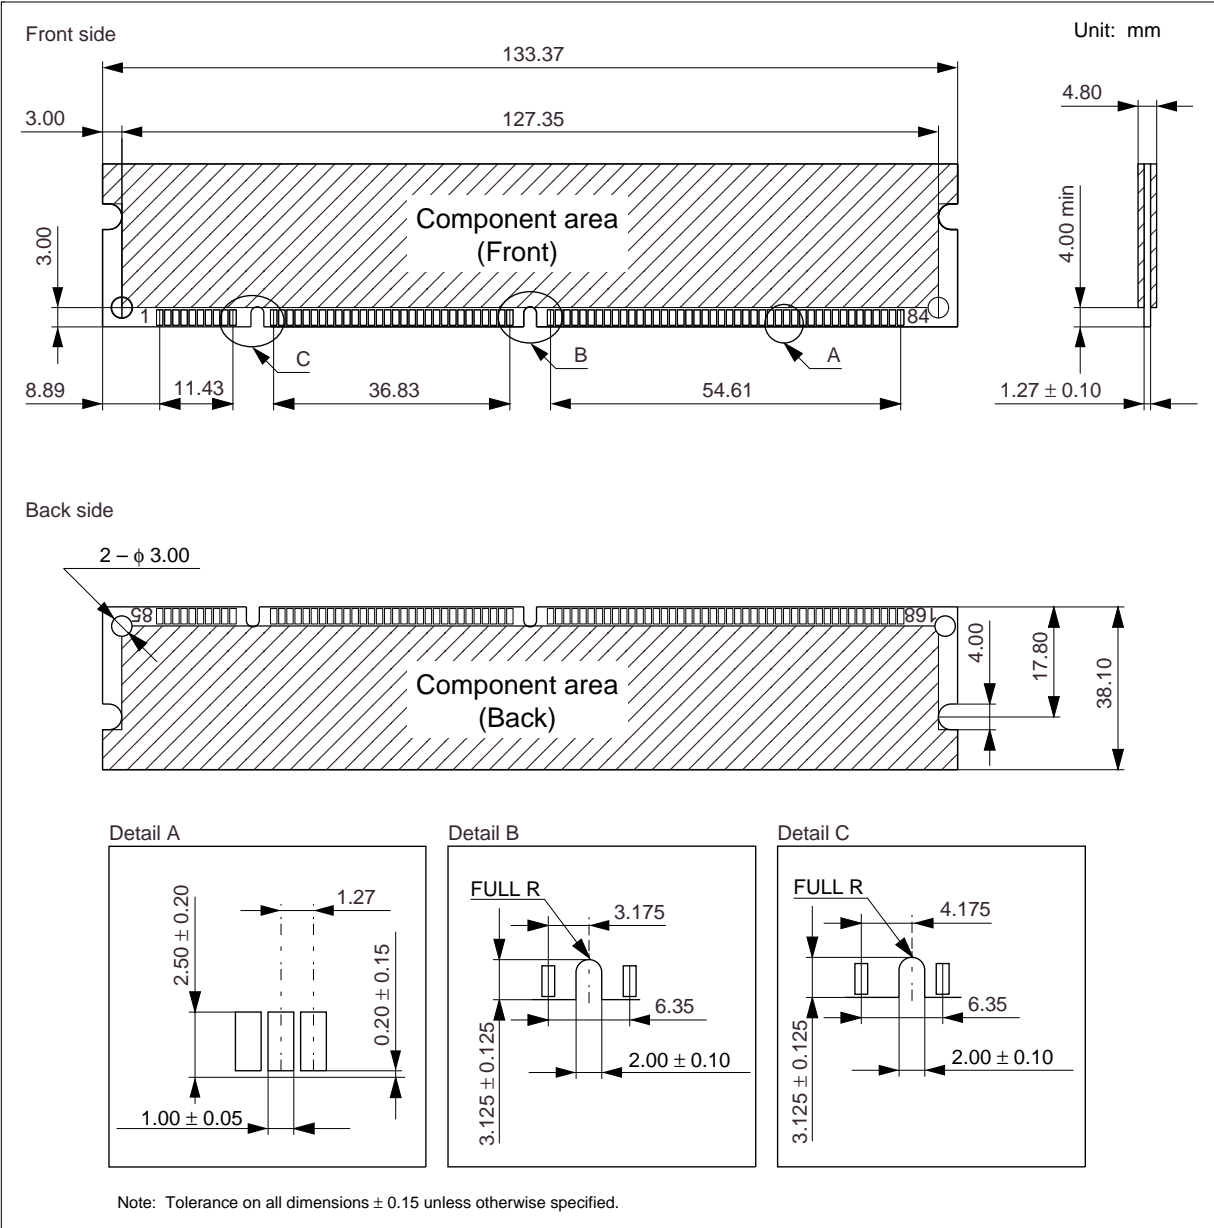 Front side
Unit: mm
133.37
4.80
3.00
127.35
Component area
(Front)
3.00
4.00 min
1
84
C
B
A
8.89
11.43
36.83
54.61
1.27 ± 0.10
Back side
2 – ϕ 3.00
85
168
Component area
(Back)
4.00
17.80
38.10
Detail A
Detail B
Detail C
2.50 ± 0.20
1.27
0.20 ± 0.15
1.00 ± 0.05
FULL R
3.175
6.35
2.00 ± 0.10
3.125 ± 0.125
FULL R
4.175
6.35
2.00 ± 0.10
3.125 ± 0.125
Note: Tolerance on all dimensions ± 0.15 unless otherwise specified.